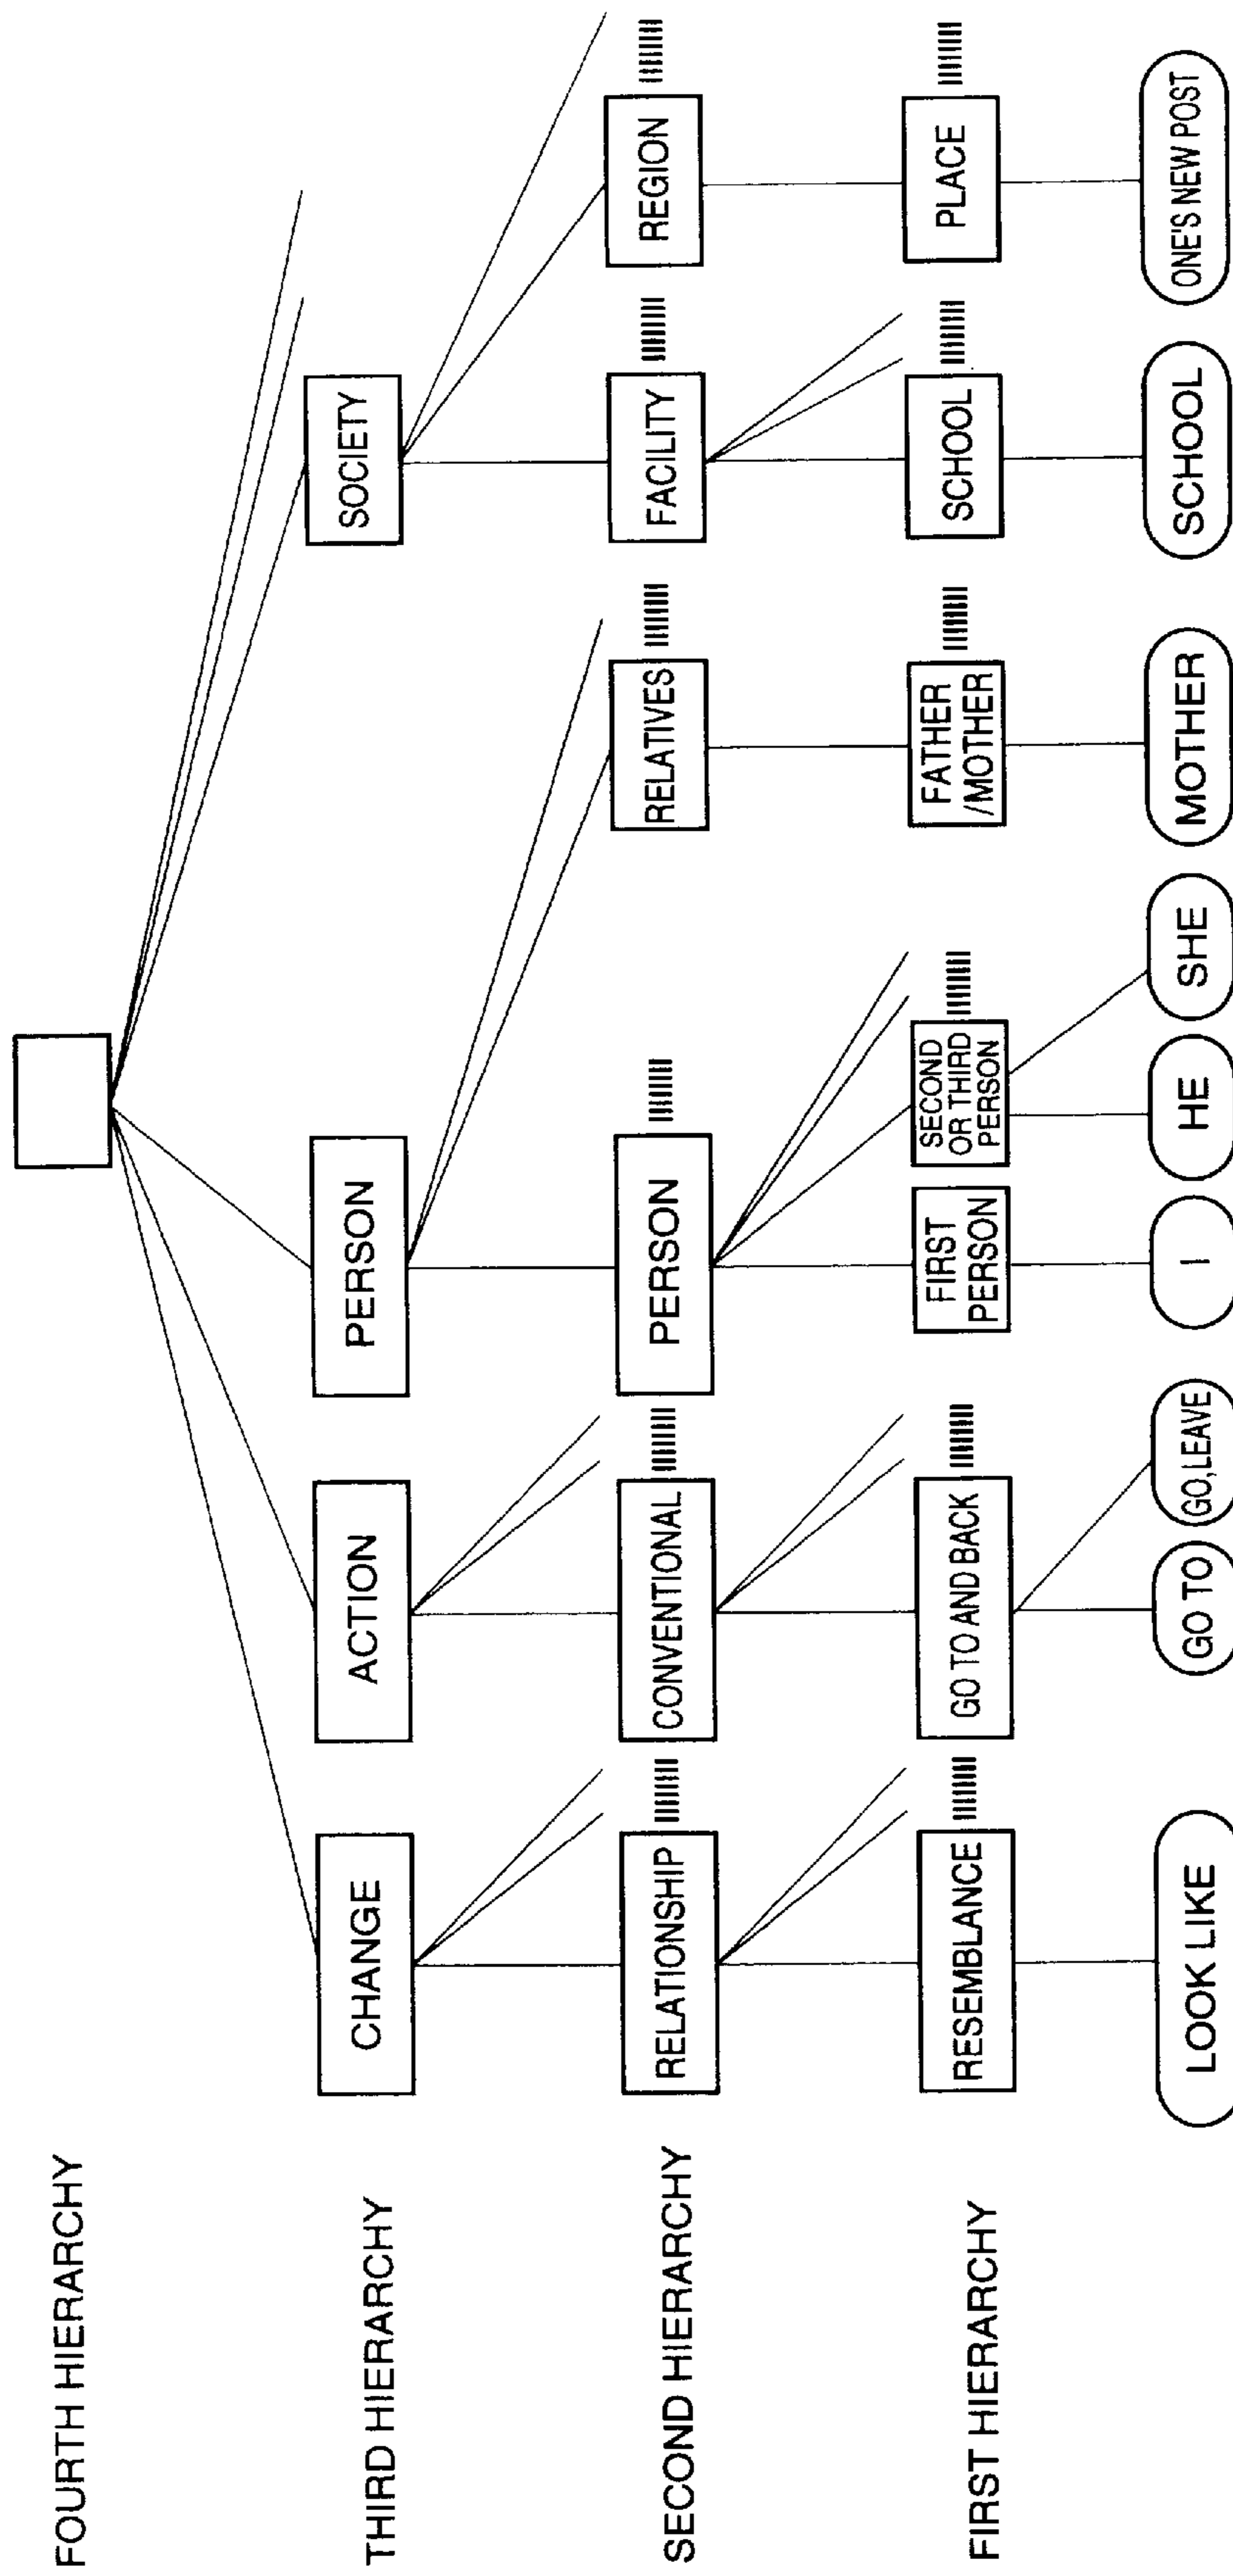 FOURTH HIERARCHY
THIRD HIERARCHY
CHANGE
ACTION
PERSON
SOCIETY
SECOND HIERARCHY
RELATIONSHIP
CONVENTIONAL
PERSON
RELATIVES
FACILITY
REGION
FIRST HIERARCHY
RESEMBLANCE
GO TO AND BACK
FIRST
PERSON
SECOND
OR THIRD
PERSON
FATHER
/MOTHER
SCHOOL
PLACE
LOOK LIKE
GO TO
GO,LEAVE
I
HE
SHE
MOTHER
SCHOOL
ONE'S NEW POST